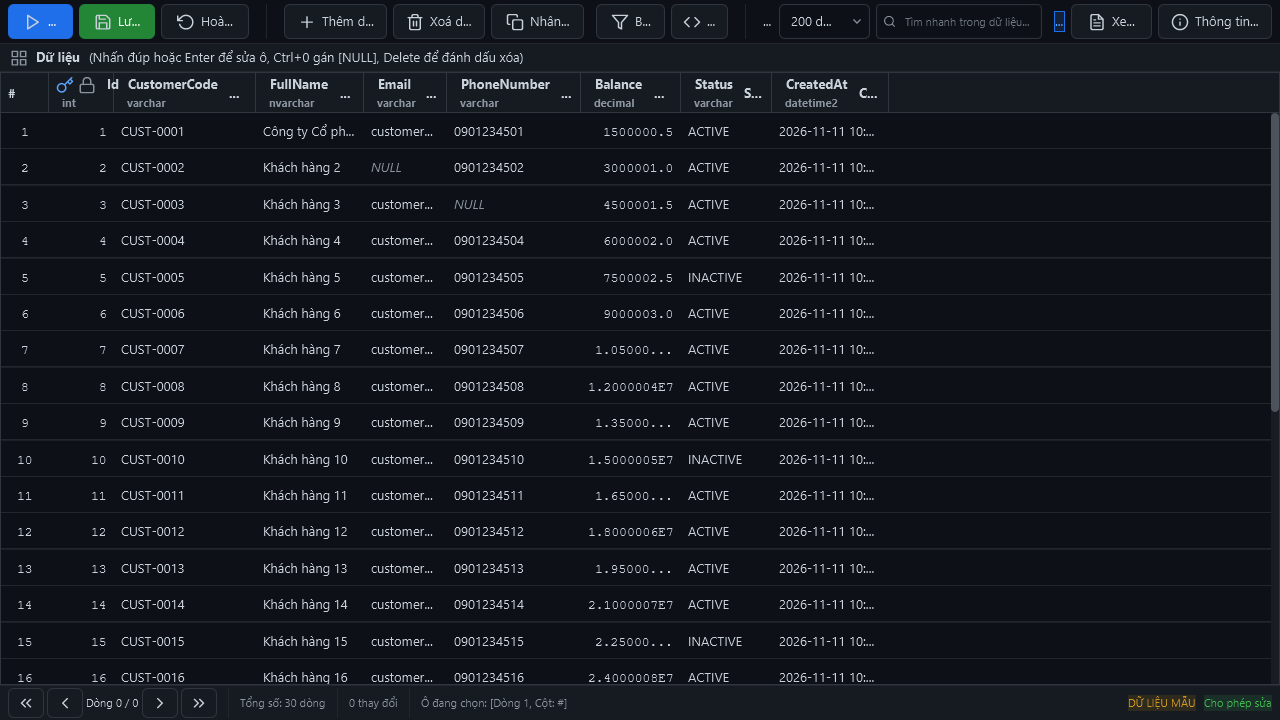 ... Lư... Hoà... Thêm d... Xoá d... Nhân... B... ... ... 200 d... Tìm nhanh trong dữ liệu... ... Xe... Thông tin...
Dữ liệu (Nhấn đúp hoặc Enter để sửa ô, Ctrl+0 gán [NULL], Delete để đánh dấu xóa)
# Id CustomerCode ... FullName ... Email ... PhoneNumber ... Balance ... Status S... CreatedAt C...
int varchar nvarchar varchar varchar decimal varchar datetime2
1 1 CUST-0001 Công ty Cổ ph... customer... 0901234501 1500000.5 ACTIVE 2026-11-11 10:...
2 2 CUST-0002 Khách hàng 2 NULL 0901234502 3000001.0 ACTIVE 2026-11-11 10:...
3 3 CUST-0003 Khách hàng 3 customer... NULL 4500001.5 ACTIVE 2026-11-11 10:...
4 4 CUST-0004 Khách hàng 4 customer... 0901234504 6000002.0 ACTIVE 2026-11-11 10:...
5 5 CUST-0005 Khách hàng 5 customer... 0901234505 7500002.5 INACTIVE 2026-11-11 10:...
6 6 CUST-0006 Khách hàng 6 customer... 0901234506 9000003.0 ACTIVE 2026-11-11 10:...
7 7 CUST-0007 Khách hàng 7 customer... 0901234507 1.05000... ACTIVE 2026-11-11 10:...
8 8 CUST-0008 Khách hàng 8 customer... 0901234508 1.2000004E7 ACTIVE 2026-11-11 10:...
9 9 CUST-0009 Khách hàng 9 customer... 0901234509 1.35000... ACTIVE 2026-11-11 10:...
10 10 CUST-0010 Khách hàng 10 customer... 0901234510 1.5000005E7 INACTIVE 2026-11-11 10:...
11 11 CUST-0011 Khách hàng 11 customer... 0901234511 1.65000... ACTIVE 2026-11-11 10:...
12 12 CUST-0012 Khách hàng 12 customer... 0901234512 1.8000006E7 ACTIVE 2026-11-11 10:...
13 13 CUST-0013 Khách hàng 13 customer... 0901234513 1.95000... ACTIVE 2026-11-11 10:...
14 14 CUST-0014 Khách hàng 14 customer... 0901234514 2.1000007E7 ACTIVE 2026-11-11 10:...
15 15 CUST-0015 Khách hàng 15 customer... 0901234515 2.25000... INACTIVE 2026-11-11 10:...
16 16 CUST-0016 Khách hàng 16 customer... 0901234516 2.4000008E7 ACTIVE 2026-11-11 10:...
Dòng 0 / 0 Tổng số: 30 dòng 0 thay đổi Ô đang chọn: [Dòng 1, Cột: #] DỮ LIỆU MẪU Cho phép sửa